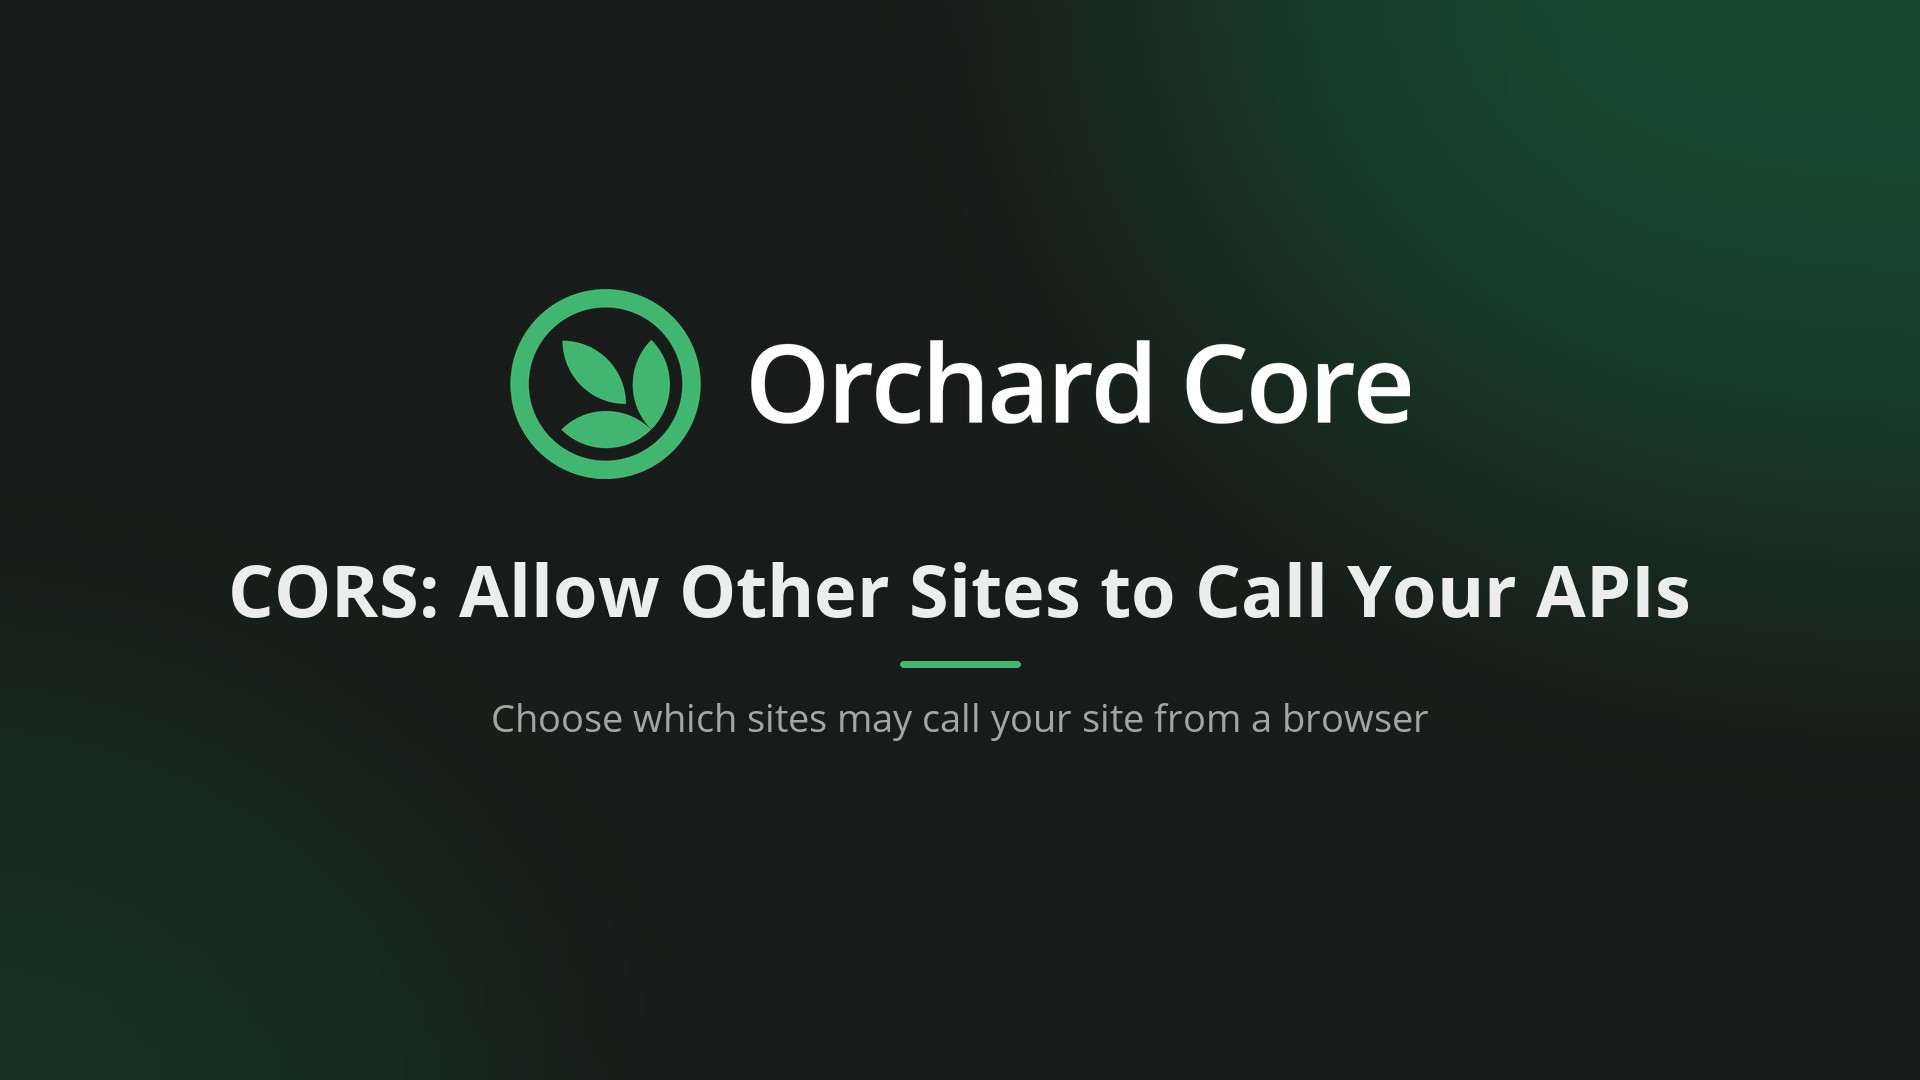 Orchard Core
CORS: Allow Other Sites to Call Your APIs
Choose which sites may call your site from a browser